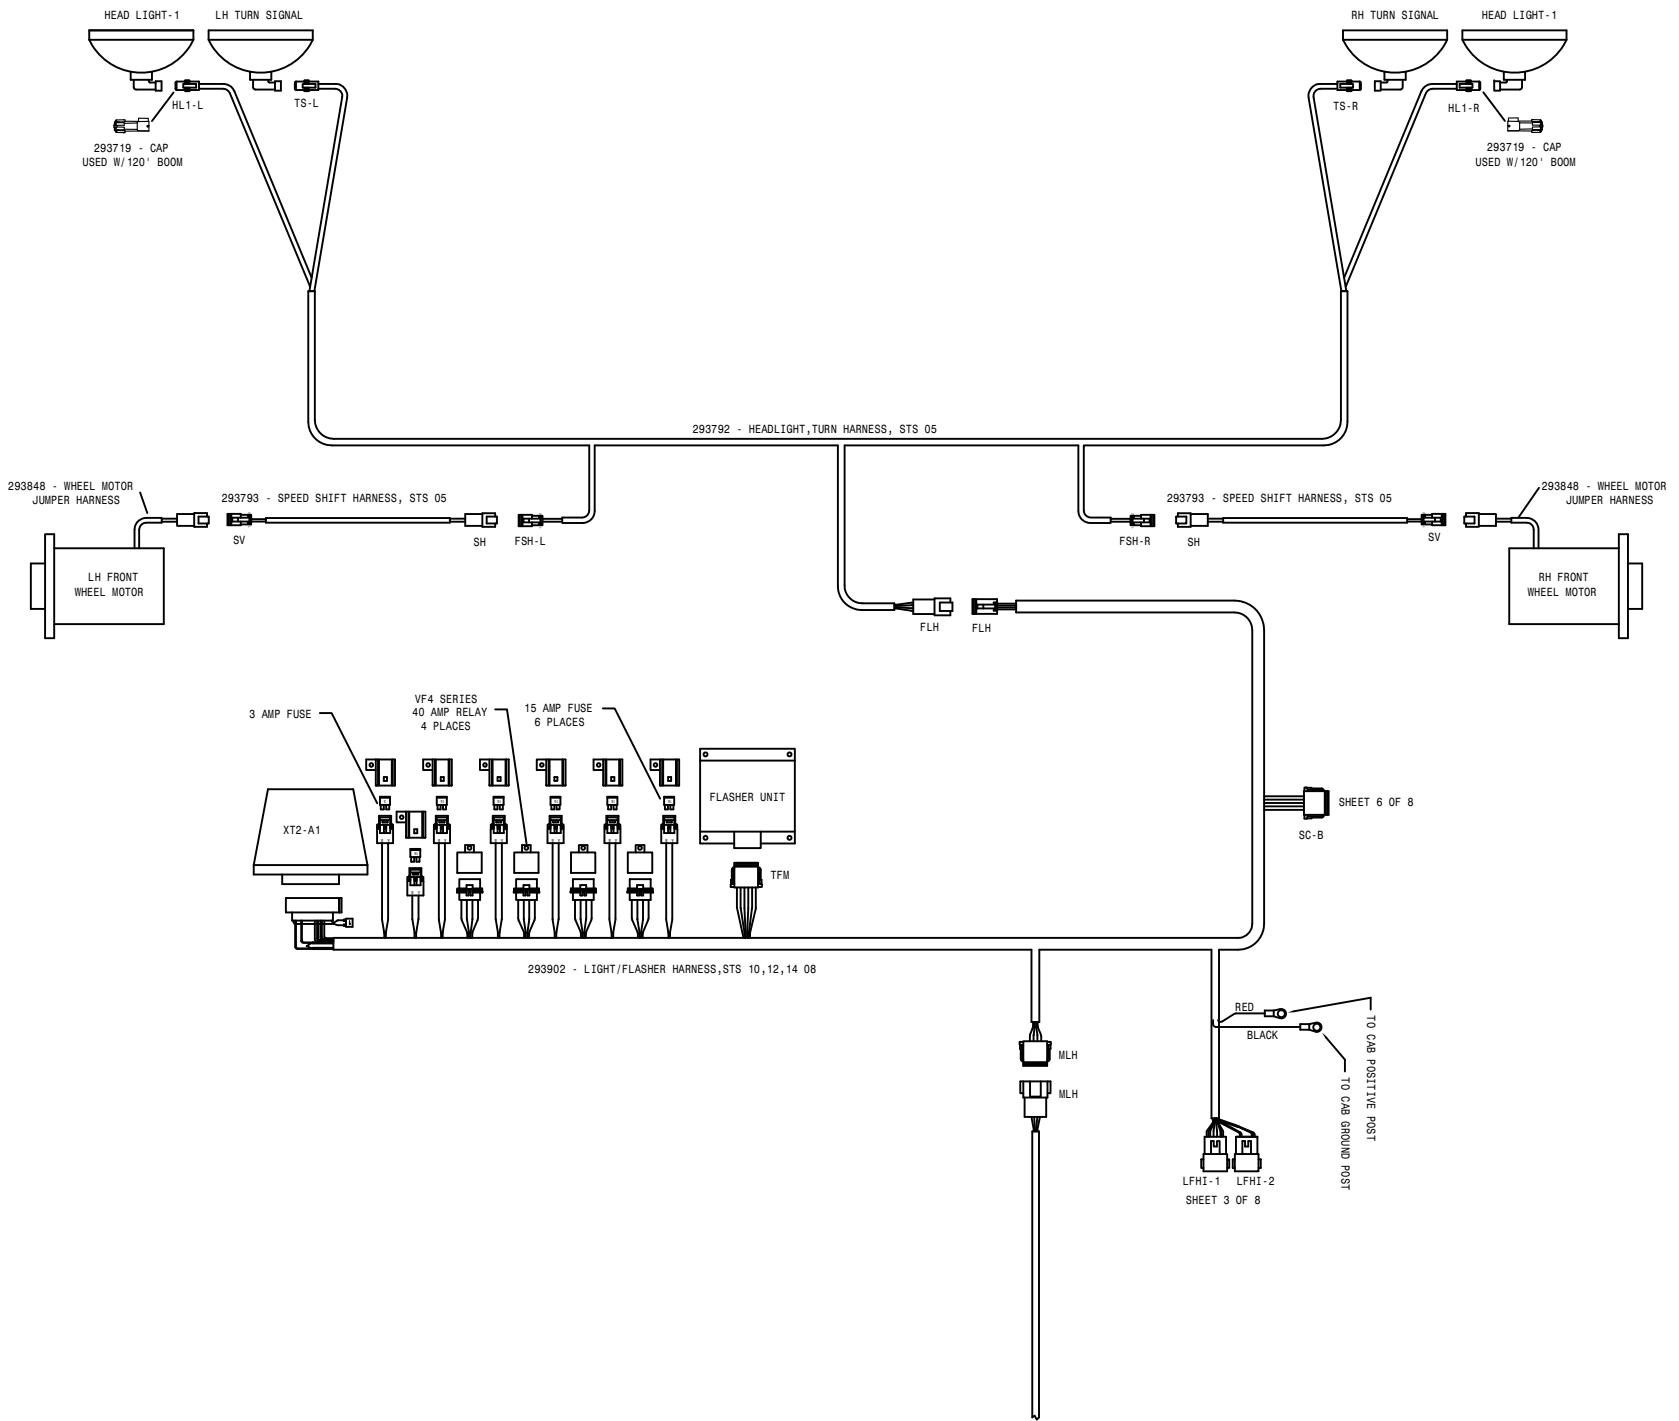 HEAD LIGHT-1
LH TURN SIGNAL
RH TURN SIGNAL
HEAD LIGHT-1
HL1-L
TS-L
TS-R
HL1-R
293719 - CAP
USED W/120' BOOM
293719 - CAP
USED W/120' BOOM
293792 - HEADLIGHT,TURN HARNESS, STS 05
293848 - WHEEL MOTOR
JUMPER HARNESS
293793 - SPEED SHIFT HARNESS, STS 05
293793 - SPEED SHIFT HARNESS, STS 05
293848 - WHEEL MOTOR
JUMPER HARNESS
SV
SH
FSH-L
FSH-R
SH
SV
LH FRONT
WHEEL MOTOR
RH FRONT
WHEEL MOTOR
FLH
FLH
3 AMP FUSE
VF4 SERIES
40 AMP RELAY
4 PLACES
15 AMP FUSE
6 PLACES
FLASHER UNIT
XT2-A1
TFM
SHEET 6 OF 8
SC-B
293902 - LIGHT/FLASHER HARNESS,STS 10,12,14 08
RED
BLACK
TO CAB POSITIVE POST
TO CAB GROUND POST
MLH
MLH
LFHI-1
LFHI-2
SHEET 3 OF 8